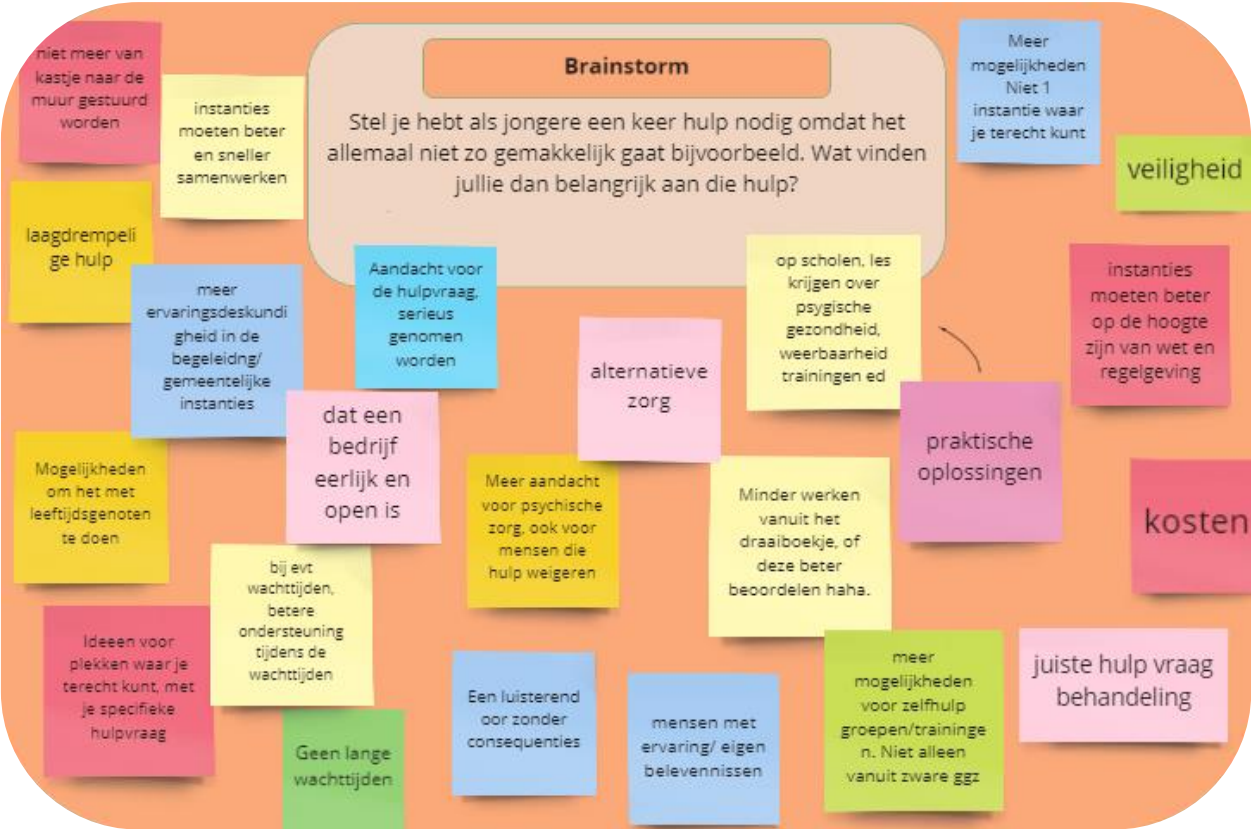 Brainstorm
Stel je hebt als jongere een keer hulp nodig omdat het
allemaal niet zo gemakkelijk gaat bijvoorbeeld. Wat vinden
jullie dan belangrijk aan die hulp?
niet meer van
kastje naar de
muur gestuurd
worden
instanties
moeten beter
en sneller
samenwerken
Meer
mogelijkheden
Niet 1
instantie waar
je terecht kunt
veiligheid
laagdrempeli
ge hulp
meer
ervaringsdeskundi
gheid in de
begeleidng/
gemeentelijke
instanties
Aandacht voor
de hulpvraag,
serieus
genomen
worden
op scholen, les
krijgen over
psygische
gezondheid,
weerbaarheid
trainingen ed
instanties
moeten beter
op de hoogte
zijn van wet en
regelgeving
alternatieve
zorg
dat een
bedrijf
eerlijk en
open is
praktische
oplossingen
Mogelijkheden
om het met
leeftijdsgenoten
te doen
Meer aandacht
voor psychische
zorg, ook voor
mensen die
hulp weigeren
Minder werken
vanuit het
draaiboekje, of
deze beter
beoordelen haha.
kosten
bij evt
wachttijden,
betere
ondersteuning
tijdens de
wachttijden
Ideeen voor
plekken waar je
terecht kunt, met
je specifieke
hulpvraag
Een luisterend
oor zonder
consequenties
mensen met
ervaring/ eigen
belevennissen
meer
mogelijkheden
voor zelfhulp
groepen/traininge
n. Niet alleen
vanuit zware ggz
juiste hulp vraag
behandeling
Geen lange
wachttijden